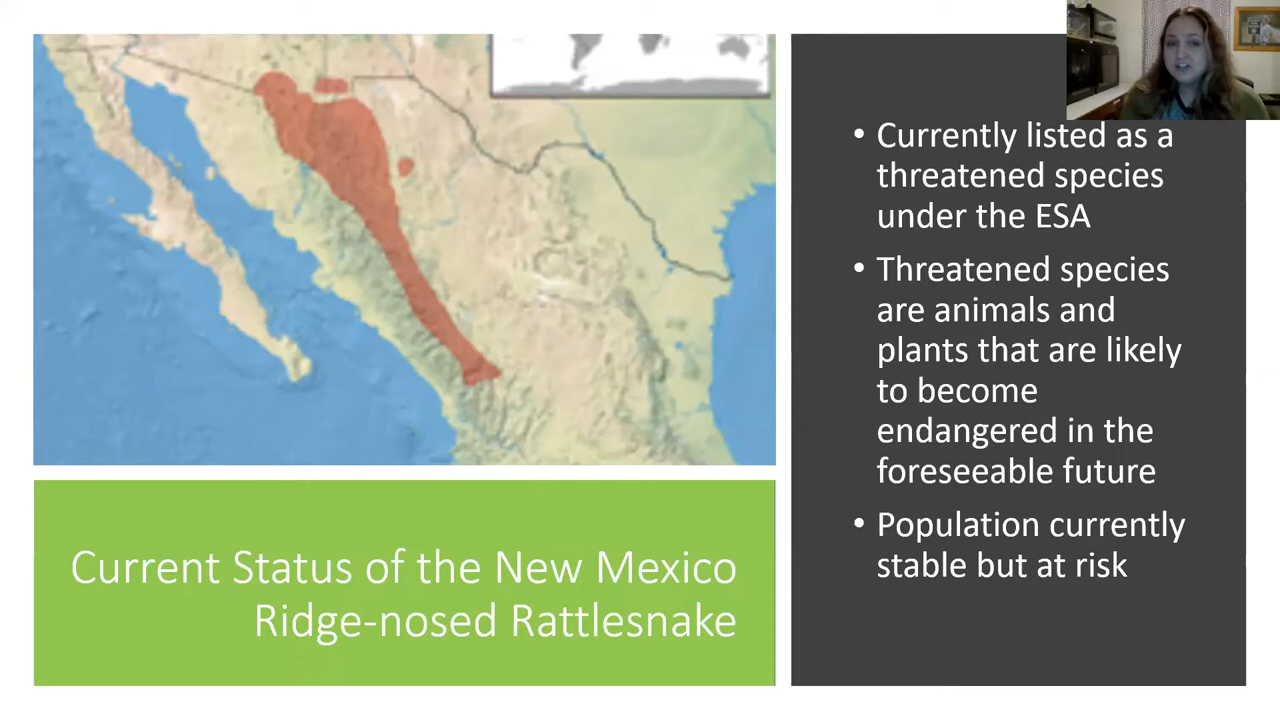 • Currently listed as a
threatened species
under the ESA
• Threatened species
are animals and
plants that are likely
to become
endangered in the
foreseeable future
• Population currently
stable but at risk
Current Status of the New Mexico
Ridge-nosed Rattlesnake